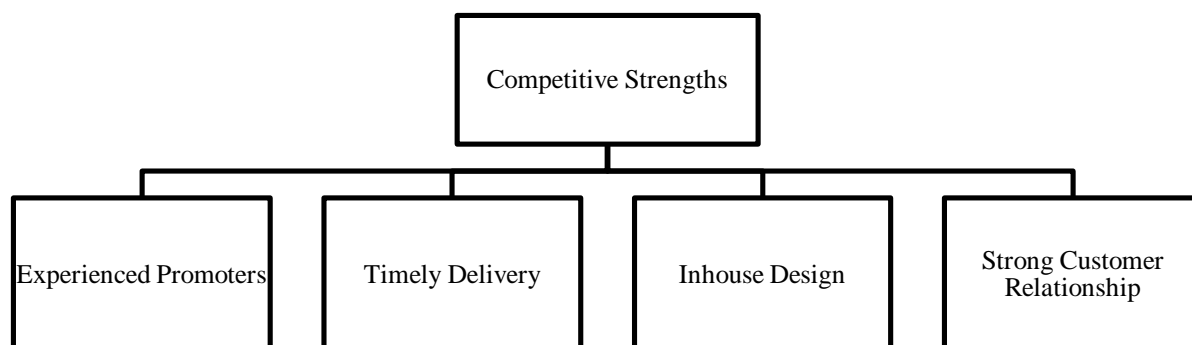 Competitive Strengths
Experienced Promoters
Timely Delivery
Inhouse Design
Strong Customer
Relationship